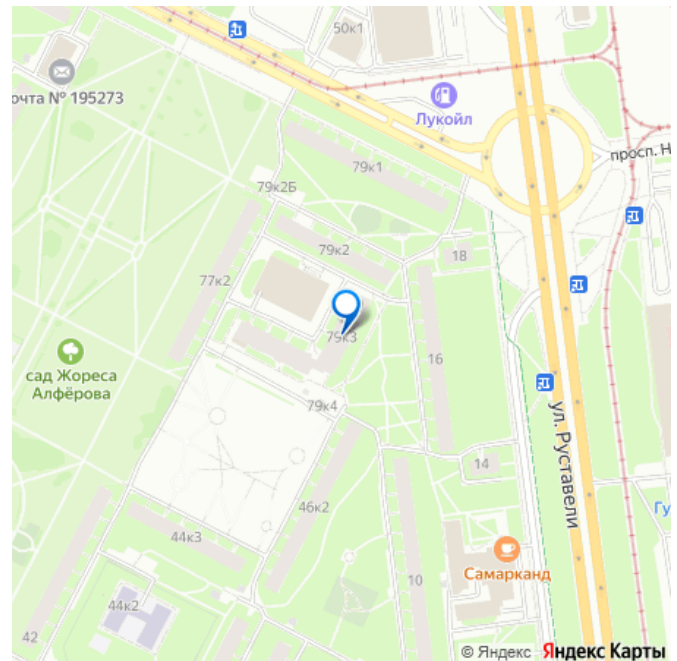 50к1
очта № 195273
Лукойл
просп. Н
79к1
79к2Б
79к2
18
77к2
79к3
16
сад Жореса
Алфёрова
79к4
ул. Руставели
14
46к2
44к3
Гу
Самарканд
10
44к2
42
© Яндекс Яндекс Карты